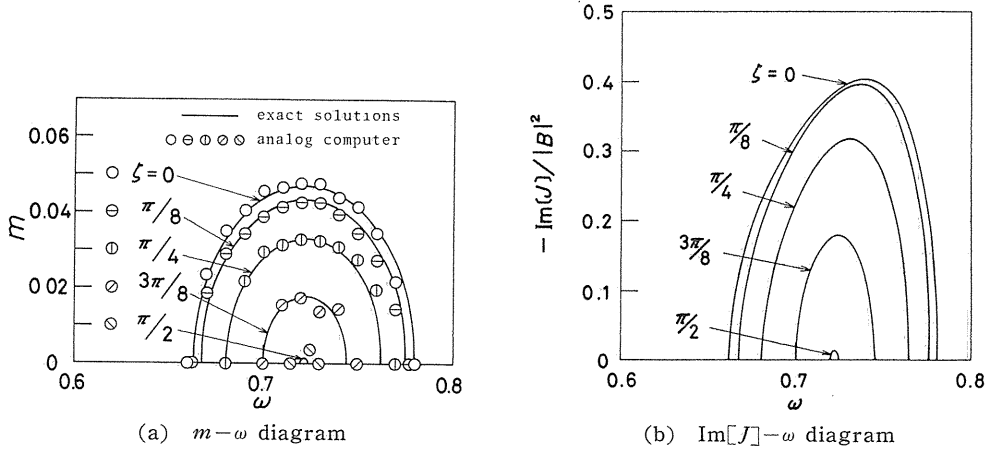 exact solutions
analog computer
0.06
0.04
0 02
0
m
ζ=0
π/8
π/4
3π/8
π/2
0.6
0.7
0.8
ω
(a) m−ω diagram
0.5
0.4
0.3
0.2
0.1
0
−Im(J)/|B|²
ζ=0
π/8
π/4
3π/8
π/2
0.6
0.7
0.8
ω
(b) Im[J]−ω diagram